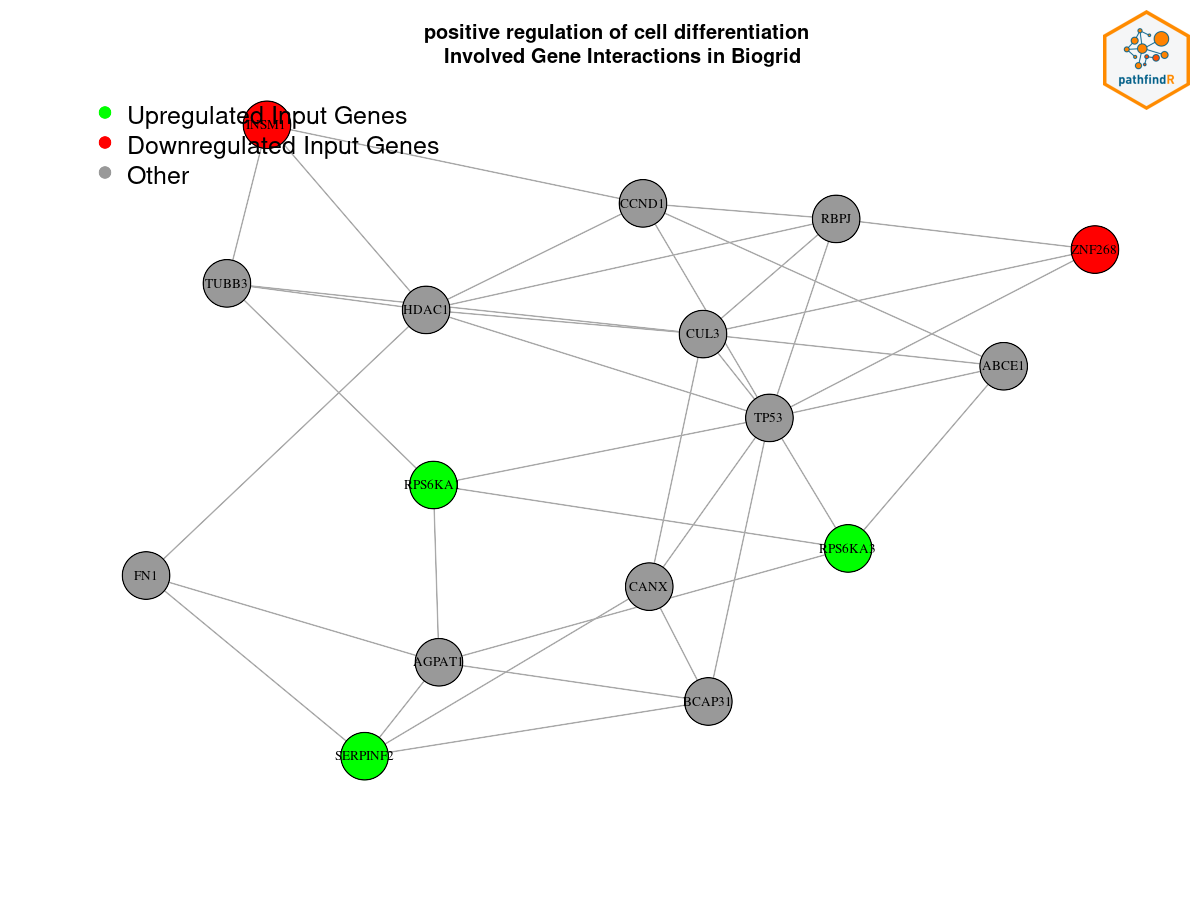 positive regulation of cell differentiation
Involved Gene Interactions in Biogrid
pathfindR
Upregulated Input Genes
INSM1
Downregulated Input Genes
Other
CCND1
RBPJ
ZNF268
TUBB3
HDAC1
CUL3
ABCE1
TP53
RPS6KA1
RPS6KA3
FN1
CANX
AGPAT1
BCAP31
SERPINF2